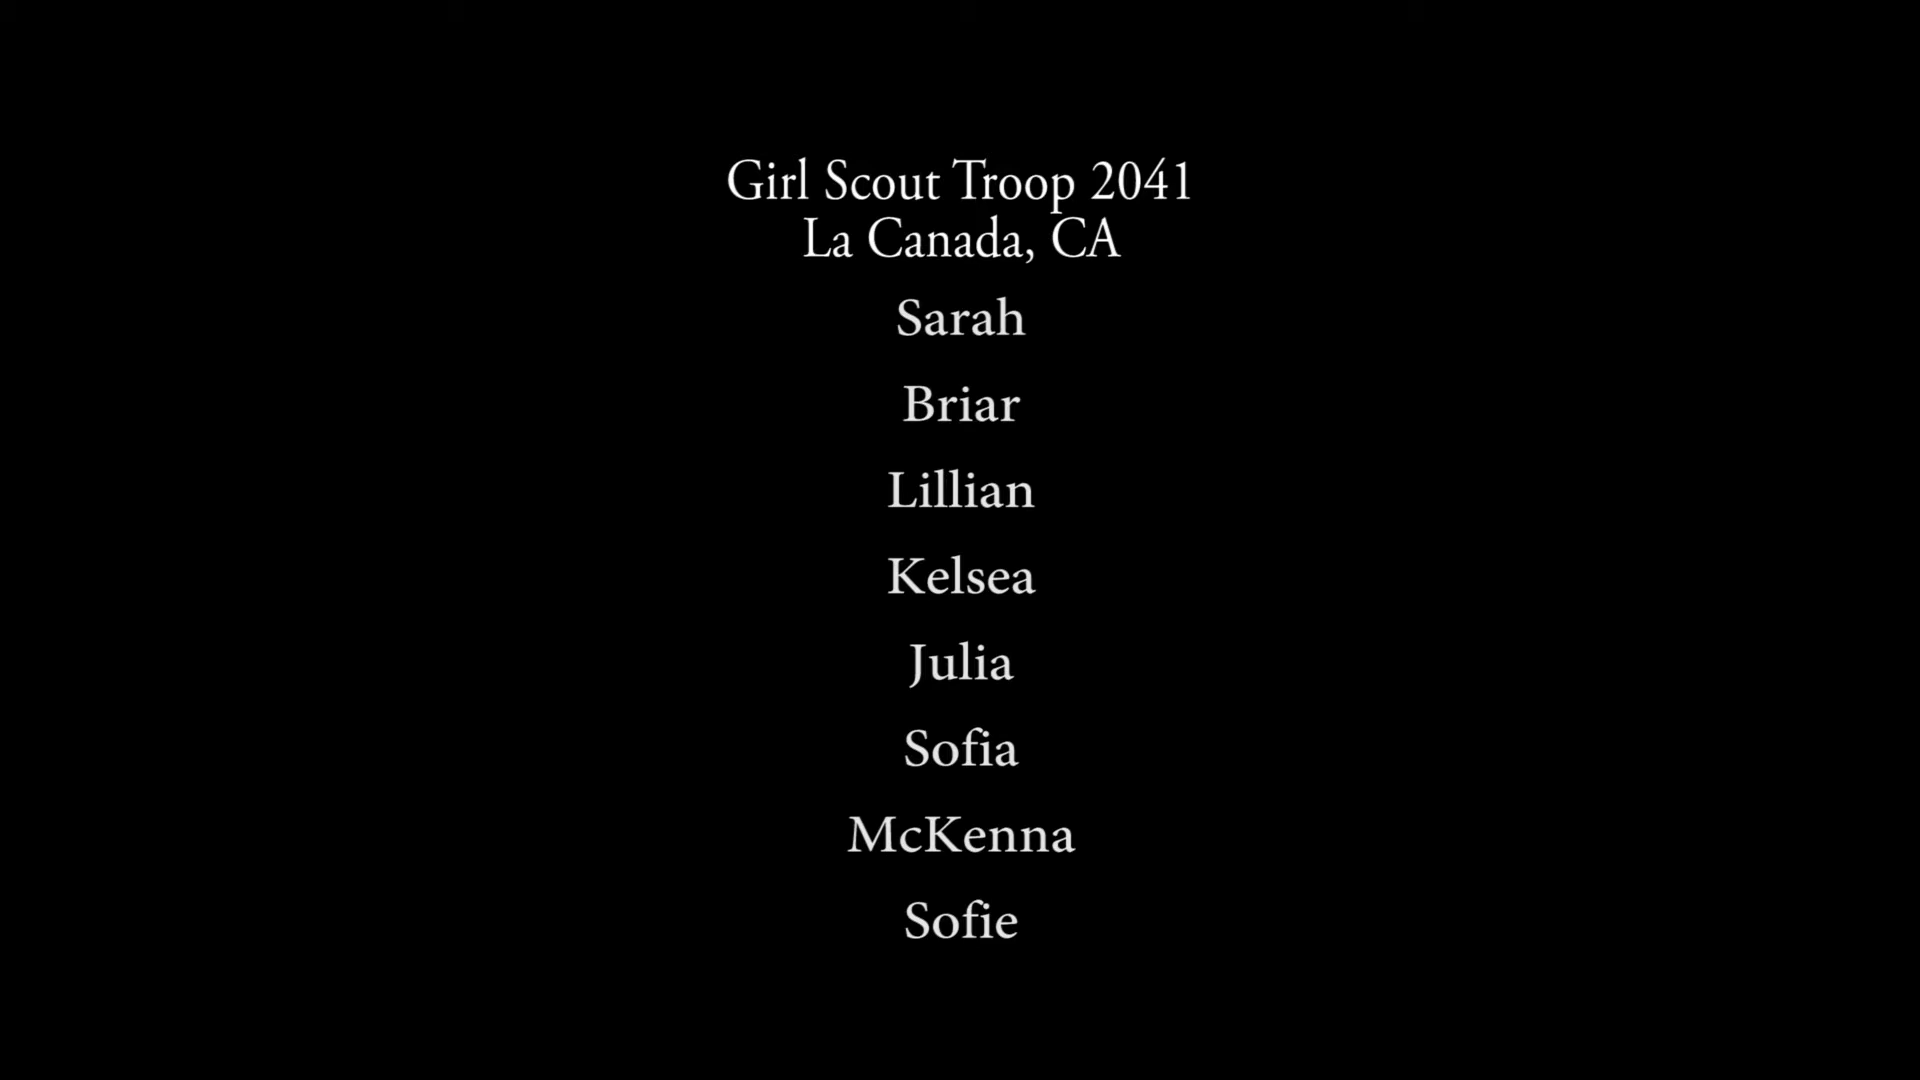 Girl Scout Troop 2041
La Canada, CA
Sarah
Briar
Lillian
Kelsea
Julia
Sofia
McKenna
Sofie